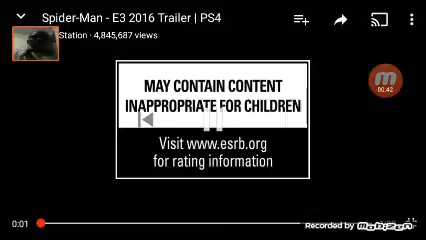 Spider-Man - E3 2016 Trailer | PS4
Station · 4,845,687 views
00:42
MAY CONTAIN CONTENT
INAPPROPRIATE FOR CHILDREN
Visit www.esrb.org
for rating information
0:01
Recorded by